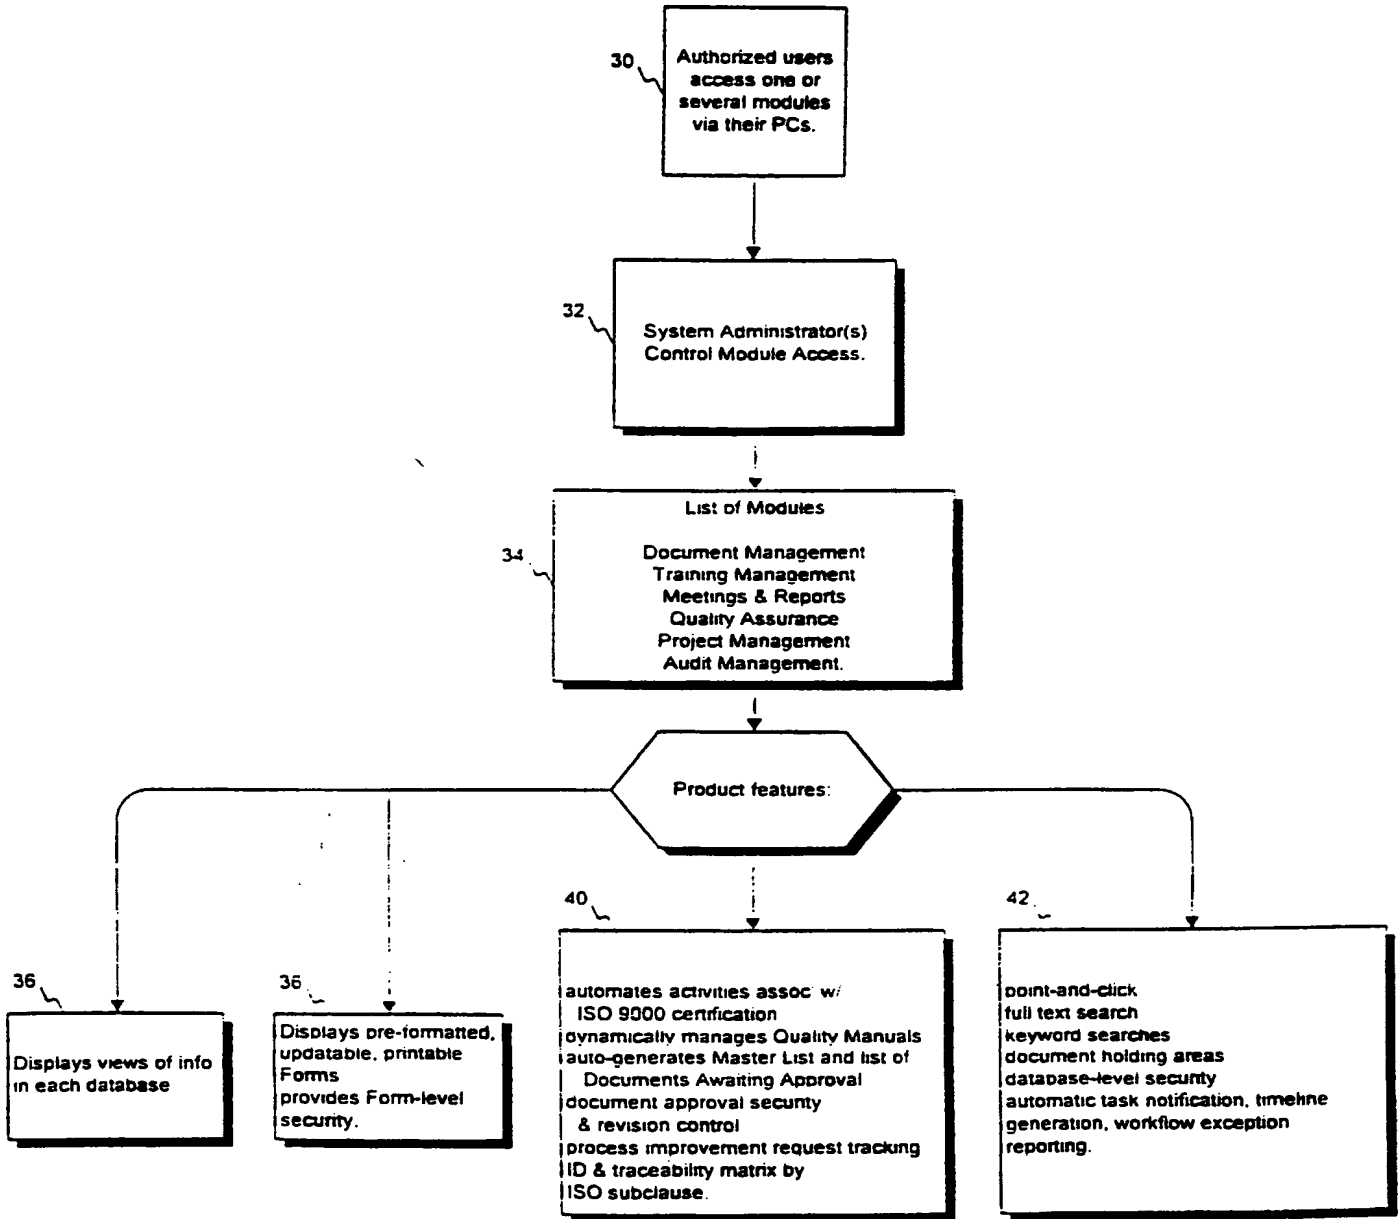 30
Authorized users
access one or
several modules
via their PCs.
32
System Administrator(s)
Control Module Access.
34
List of Modules
Document Management
Training Management
Meetings & Reports
Quality Assurance
Project Management
Audit Management.
Product features:
36
Displays views of info
in each database
36
Displays pre-formatted,
updatable, printable
Forms
provides Form-level
security.
40
automates activities assoc w/
ISO 9000 certification
dynamically manages Quality Manuals
auto-generates Master List and list of
Documents Awaiting Approval
document approval security
& revision control
process improvement request tracking
ID & traceability matrix by
ISO subclause.
42
point-and-click
full text search
keyword searches
document holding areas
database-level security
automatic task notification, timeline
generation, workflow exception
reporting.